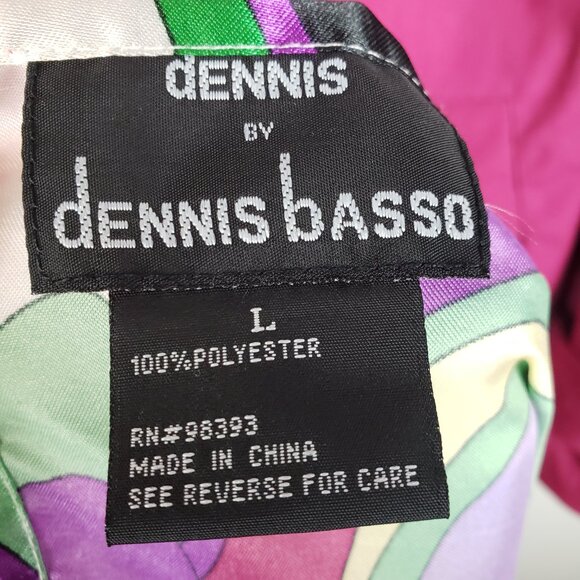 dENNIS
BY
dENNIS bASSO
L
100%POLYESTER
RN#98393
MADE IN CHINA
SEE REVERSE FOR CARE